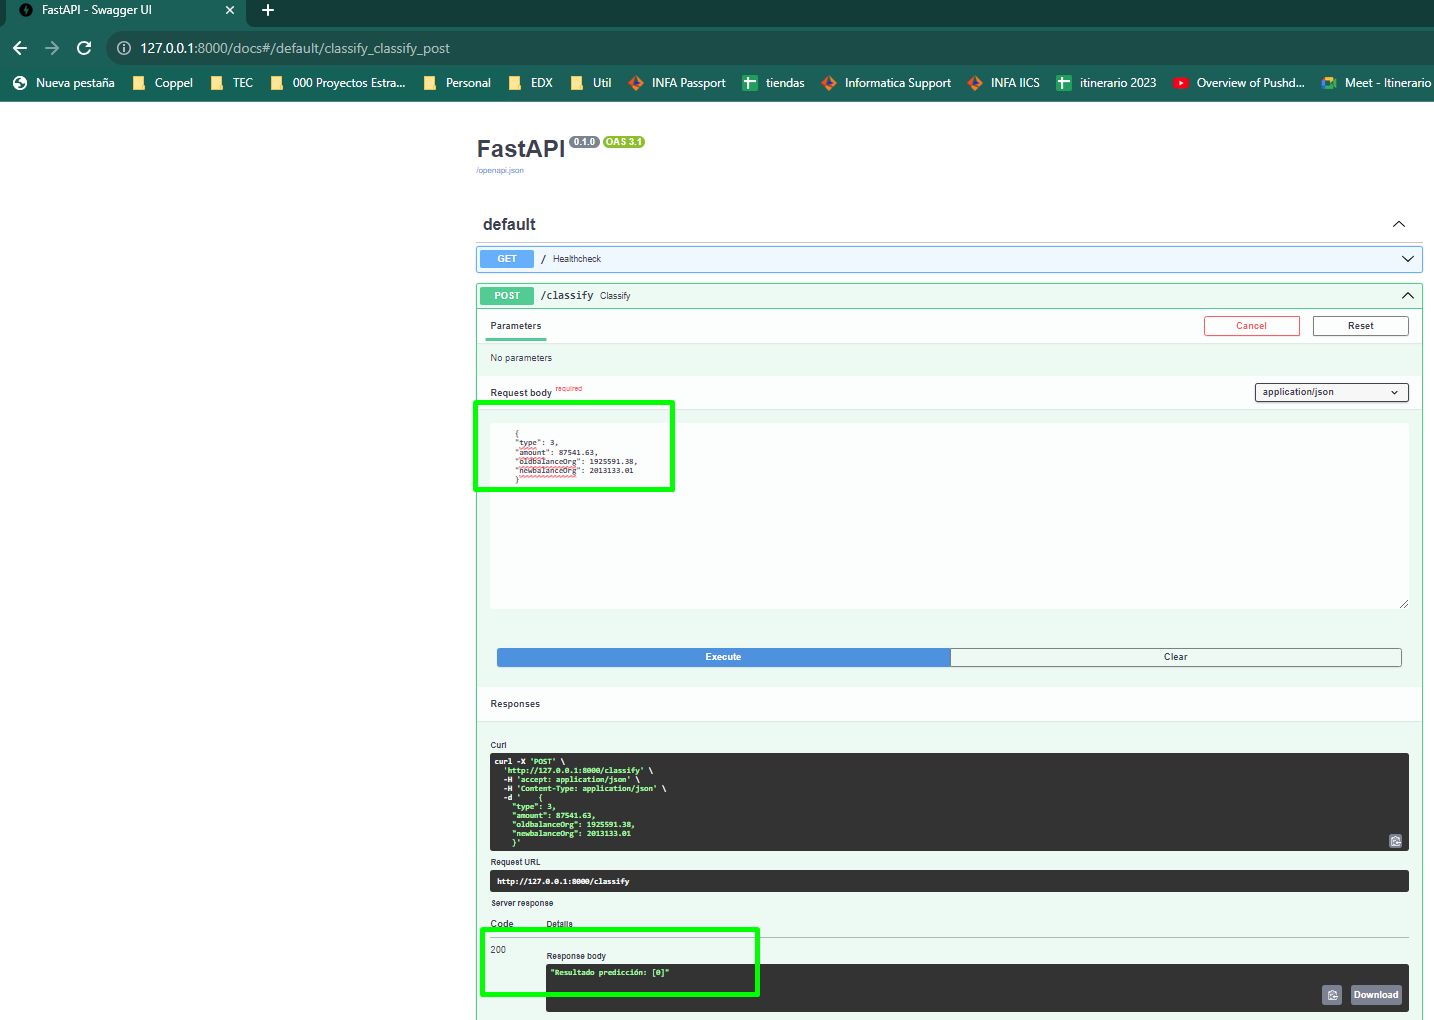 FastAPI - Swagger UI
127.0.0.1:8000/docs#/default/classify_classify_post
Nueva pestaña Coppel TEC 000 Proyectos Estra... Personal EDX Util INFA Passport tiendas Informatica Support INFA IICS itinerario 2023 Overview of Pushd... Meet - Itinerario
FastAPI 0.1.0 OAS 3.1
/openapi.json
default
GET / Healthcheck
POST /classify Classify
Parameters Cancel Reset
No parameters
Request body required application/json
{
"type": 3,
"amount": 87541.63,
"oldbalanceOrg": 1925591.38,
"newbalanceOrg": 2013133.01
}
Execute Clear
Responses
Curl
curl -X 'POST' \
'http://127.0.0.1:8000/classify' \
-H 'accept: application/json' \
-H 'Content-Type: application/json' \
-d ' {
"type": 3,
"amount": 87541.63,
"oldbalanceOrg": 1925591.38,
"newbalanceOrg": 2013133.01
}'
Request URL
http://127.0.0.1:8000/classify
Server response
Code Details
200
Response body
"Resultado predicción: [0]"
Download